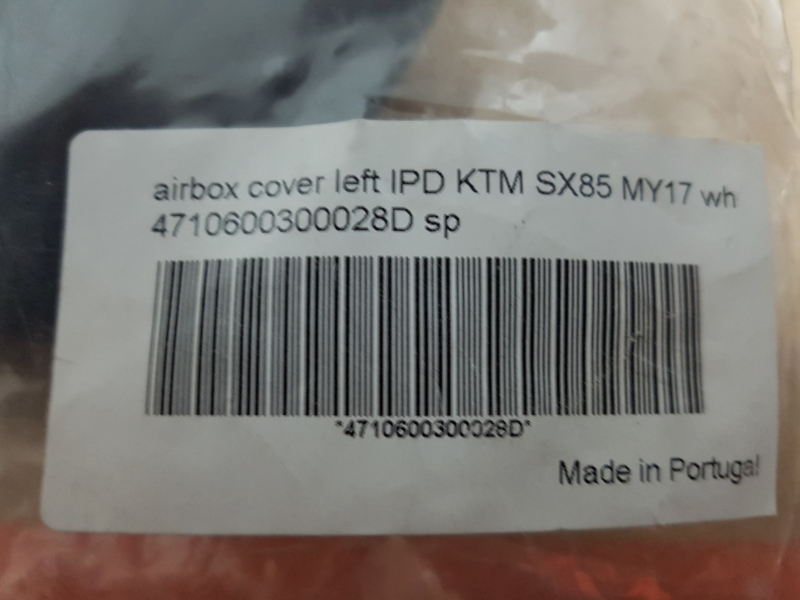 airbox cover left IPD KTM SX85 MY17 wh
4710600300028D sp
*4710600300028D*
Made in Portugal